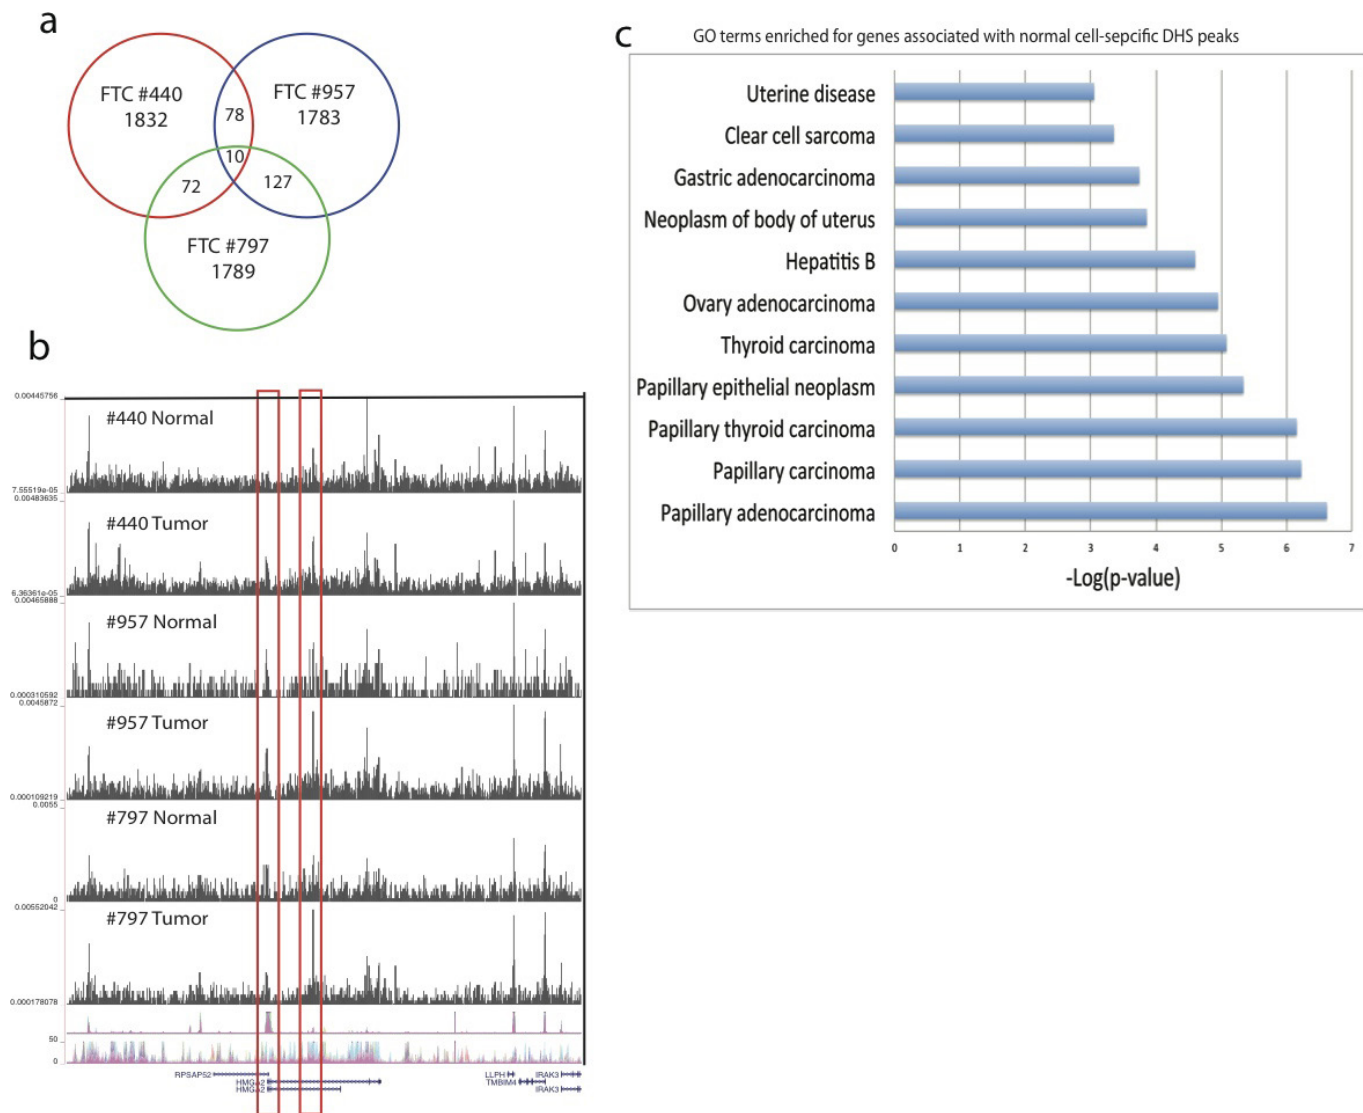 a
FTC #440
1832
FTC #957
1783
78
10
72
127
FTC #797
1789
b
0.00445756
#440 Normal
7.55519e-05
0.00483635
#440 Tumor
6.36361e-05
0.00465888
#957 Normal
0.000310592
0.0045872
#957 Tumor
0.000109219
0.0055
#797 Normal
0
0.00552042
#797 Tumor
0.000178078
50
0
RPSAP52
HMGA2
HMGA2
LLPH
TMBIM4
IRAK3
IRAK3
c
GO terms enriched for genes associated with normal cell-sepcific DHS peaks
Uterine disease
Clear cell sarcoma
Gastric adenocarcinoma
Neoplasm of body of uterus
Hepatitis B
Ovary adenocarcinoma
Thyroid carcinoma
Papillary epithelial neoplasm
Papillary thyroid carcinoma
Papillary carcinoma
Papillary adenocarcinoma
0 1 2 3 4 5 6 7
-Log(p-value)